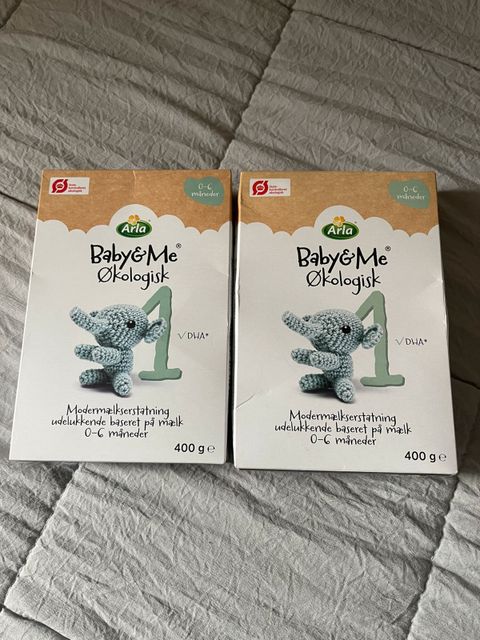 0-6
måneder
Arla
Baby&Me®
Økologisk
1
√DHA*
Modermælkserstatning
udelukkende baseret på mælk
0-6 måneder
400 g ℮
0-6
måneder
Arla
Baby&Me®
Økologisk
1
√DHA*
Modermælkserstatning
udelukkende baseret på mælk
0-6 måneder
400 g ℮